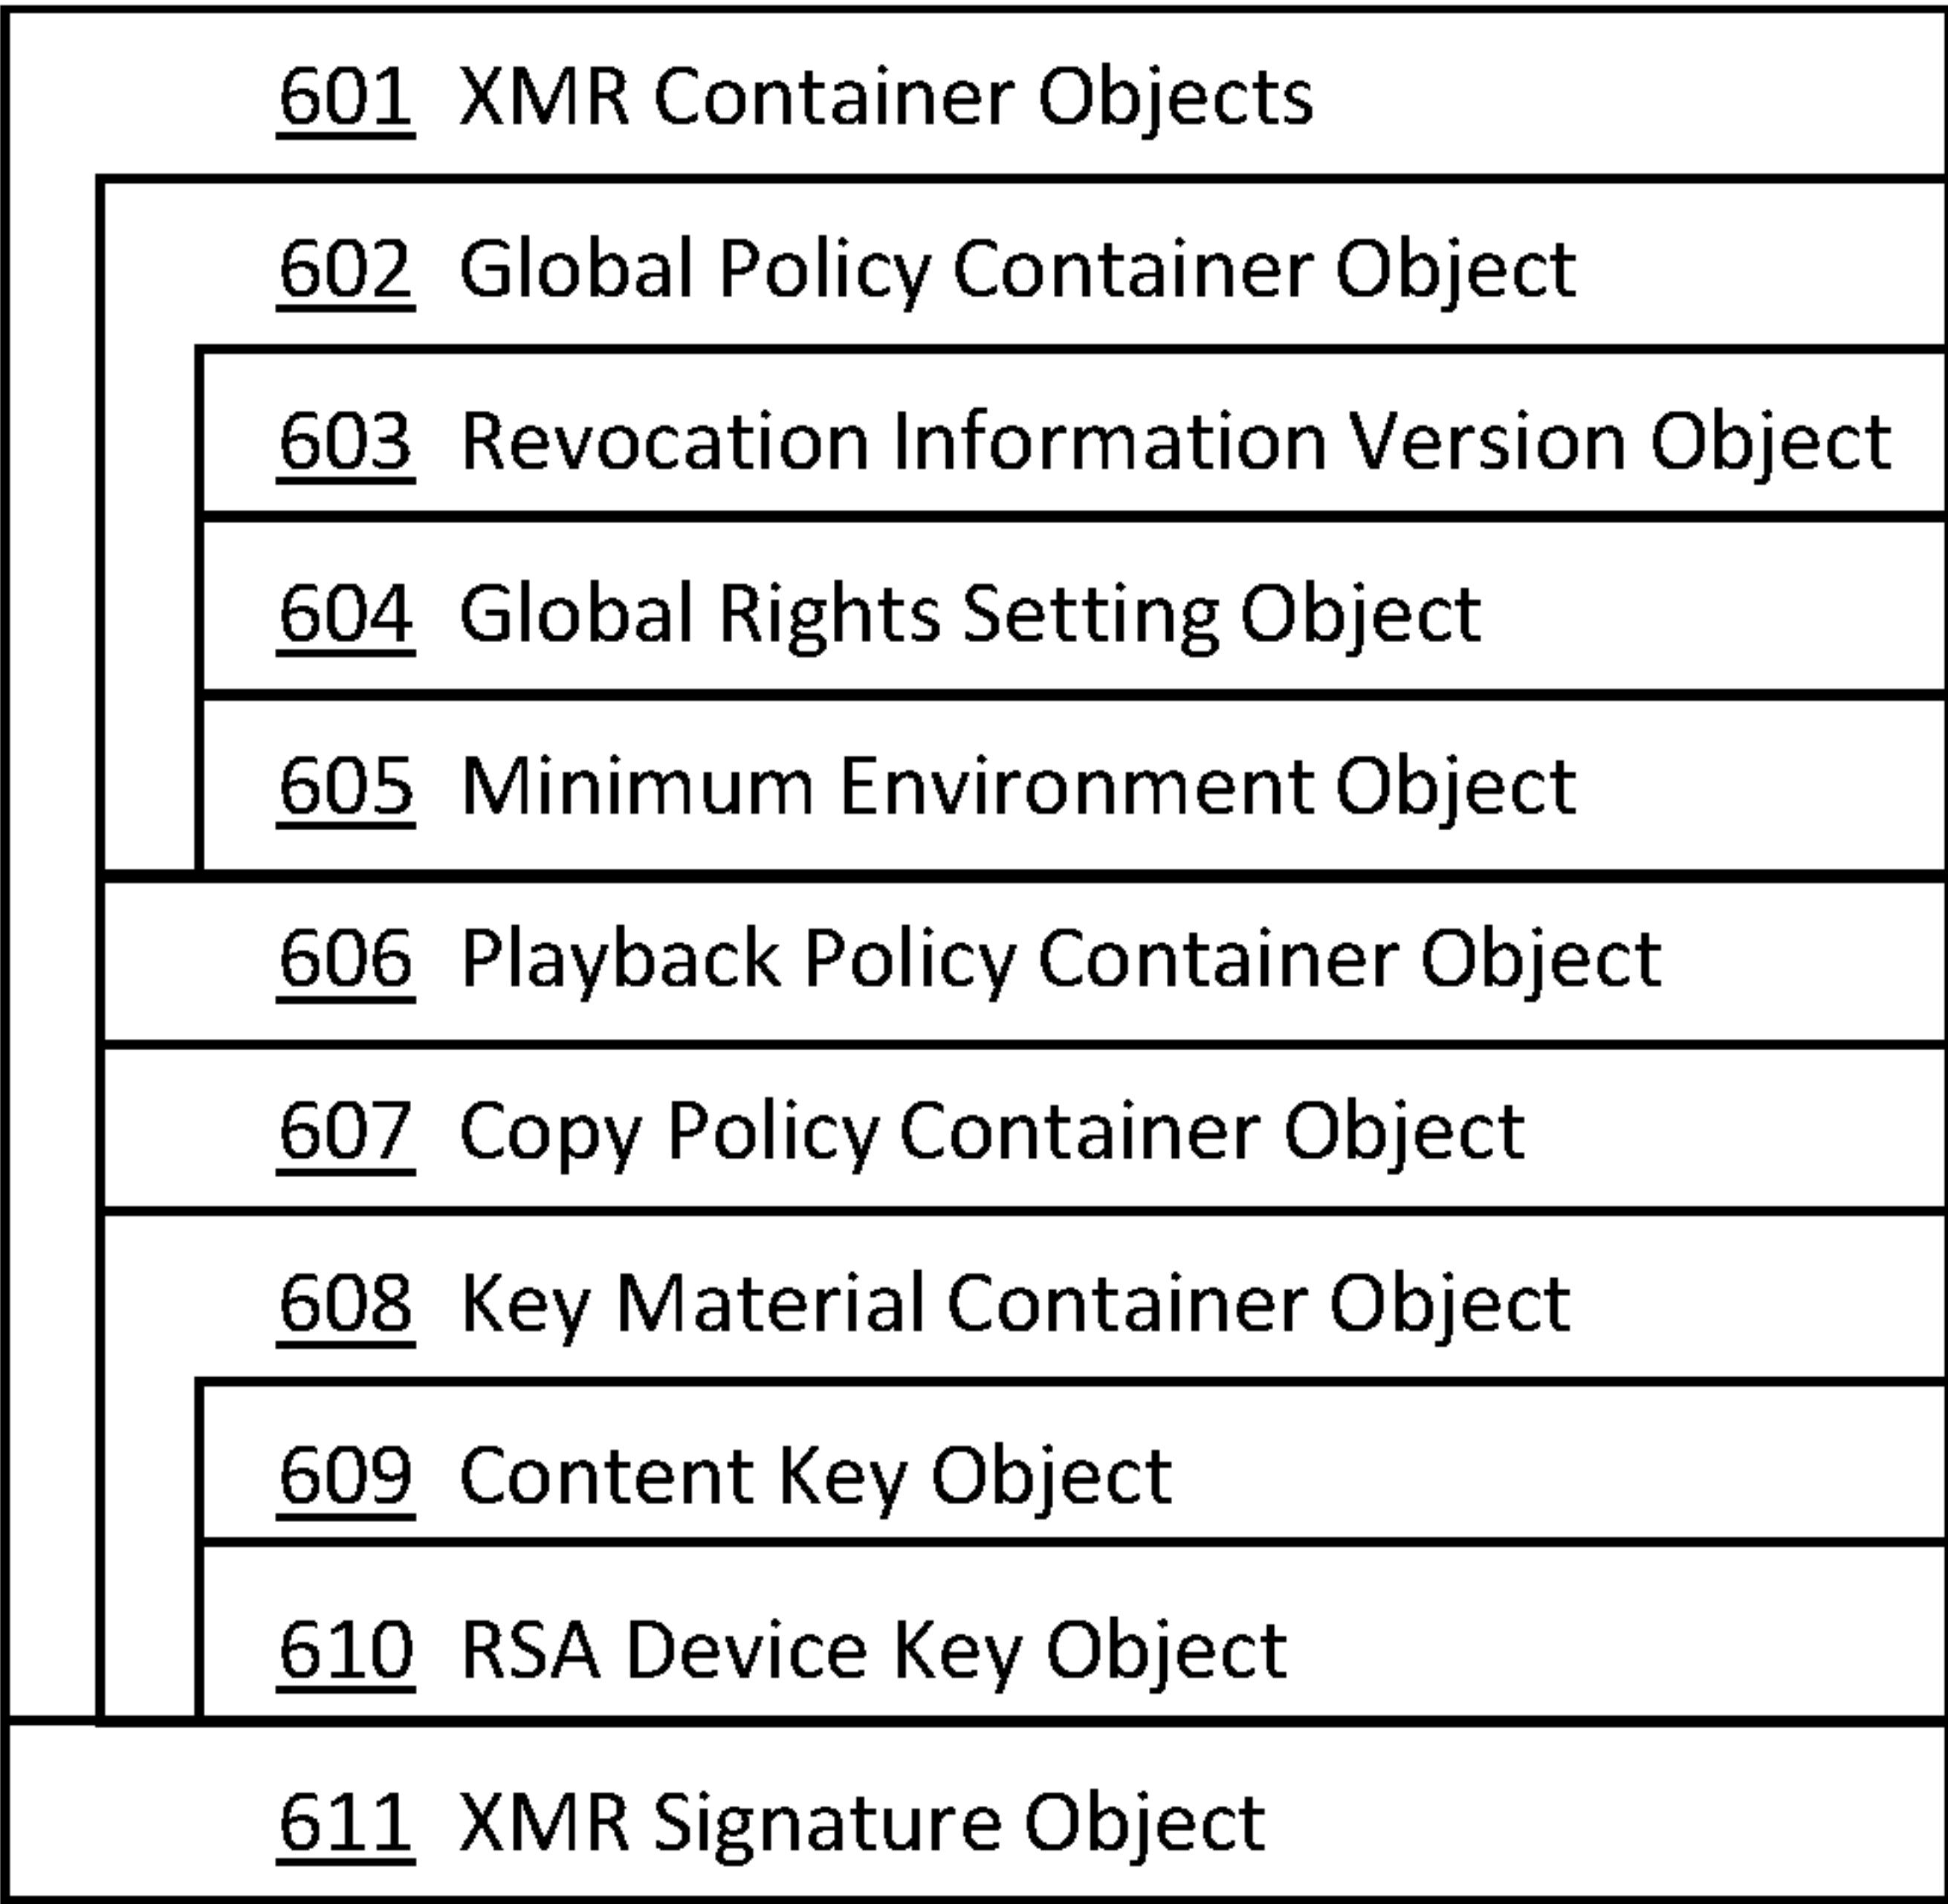 601 XMR Container Objects
602 Global Policy Container Object
603 Revocation Information Version Object
604 Global Rights Setting Object
605 Minimum Environment Object
606 Playback Policy Container Object
607 Copy Policy Container Object
608 Key Material Container Object
609 Content Key Object
610 RSA Device Key Object
611 XMR Signature Object